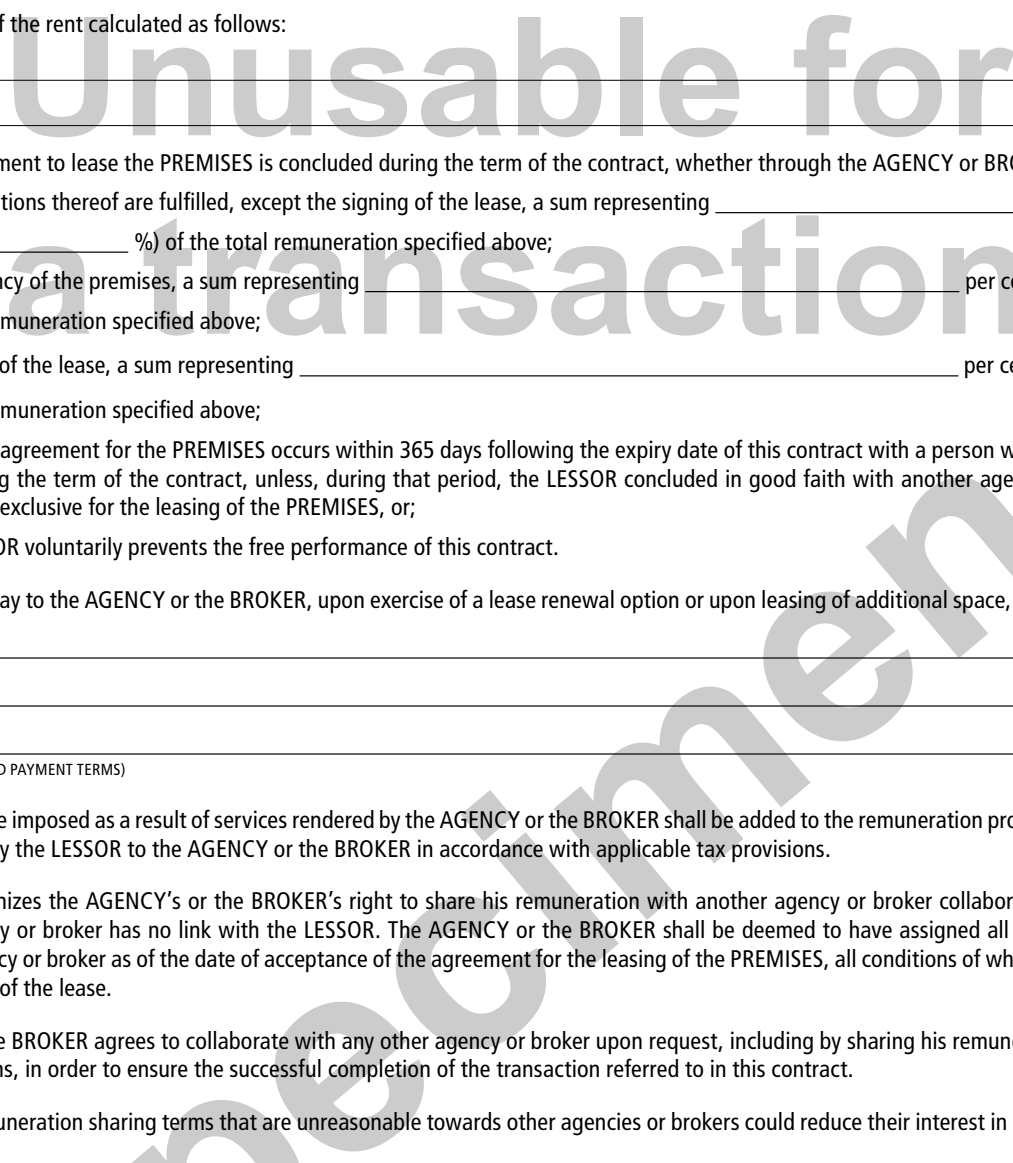 f the rent calculated as follows:
Unusable for
ment to lease the PREMISES is concluded during the term of the contract, whether through the AGENCY or BRO
tions thereof are fulfilled, except the signing of the lease, a sum representing
%) of the total remuneration specified above;
a transaction
ncy of the premises, a sum representing per ce
muneration specified above;
of the lease, a sum representing per ce
muneration specified above;
agreement for the PREMISES occurs within 365 days following the expiry date of this contract with a person w
g the term of the contract, unless, during that period, the LESSOR concluded in good faith with another age
exclusive for the leasing of the PREMISES, or;
OR voluntarily prevents the free performance of this contract.
ay to the AGENCY or the BROKER, upon exercise of a lease renewal option or upon leasing of additional space,
D PAYMENT TERMS)
e imposed as a result of services rendered by the AGENCY or the BROKER shall be added to the remuneration pro
y the LESSOR to the AGENCY or the BROKER in accordance with applicable tax provisions.
nizes the AGENCY's or the BROKER's right to share his remuneration with another agency or broker collabor
y or broker has no link with the LESSOR. The AGENCY or the BROKER shall be deemed to have assigned all
cy or broker as of the date of acceptance of the agreement for the leasing of the PREMISES, all conditions of wh
of the lease.
e BROKER agrees to collaborate with any other agency or broker upon request, including by sharing his remun
ns, in order to ensure the successful completion of the transaction referred to in this contract.
uneration sharing terms that are unreasonable towards other agencies or brokers could reduce their interest in
pecimen